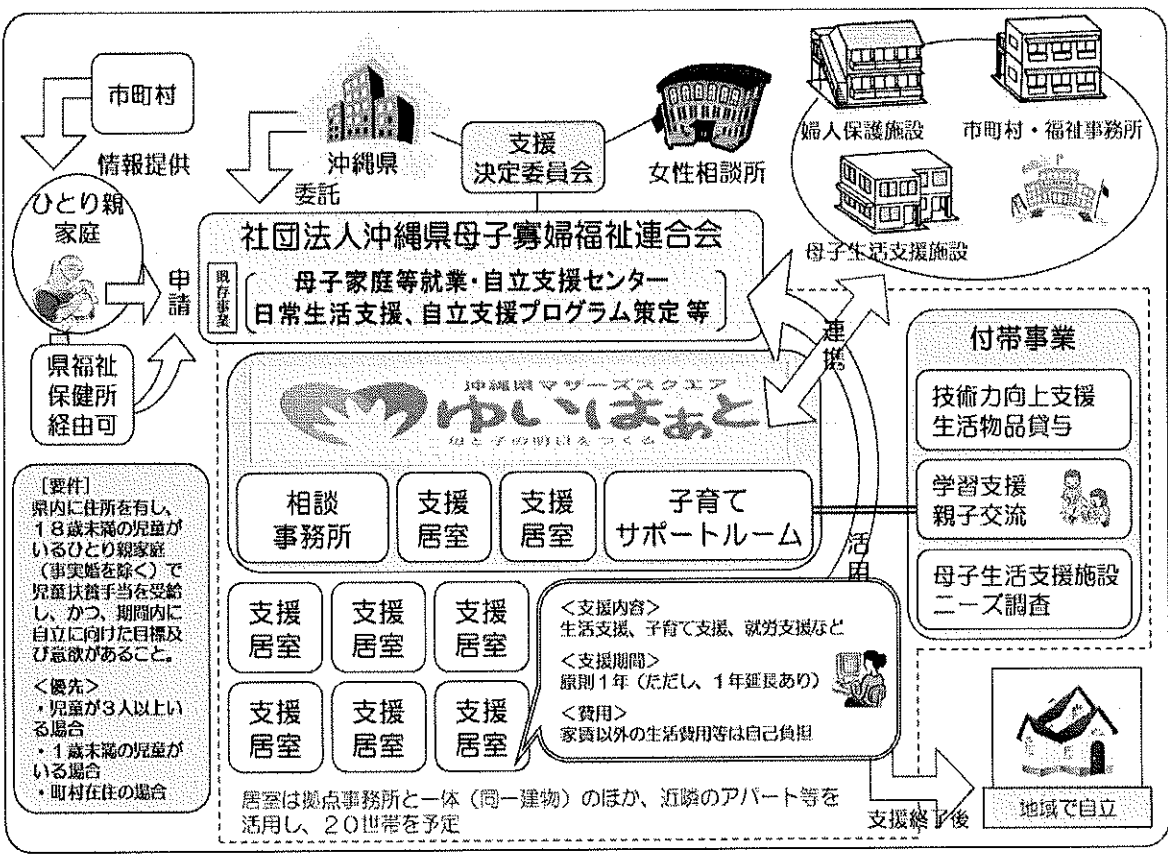 市町村
情報提供
ひとり親
家庭
申請
県福祉
保健所
経由可
沖縄県
委託
支援
決定委員会
女性相談所
婦人保護施設
市町村・福祉事務所
母子生活支援施設
社団法人沖縄県母子寡婦福祉連合会
既存事業
母子家庭等就業・自立支援センター
日常生活支援、自立支援プログラム策定 等
連携
沖縄県マザーズスクエア
ゆいはぁと
母と子の明日をつくる
相談
事務所
支援
居室
支援
居室
子育て
サポートルーム
付帯事業
技術力向上支援
生活物品貸与
学習支援
親子交流
母子生活支援施設
ニーズ調査
活用
[要件]
県内に住所を有し、
18歳未満の児童が
いるひとり親家庭
(事実婚を除く)で
児童扶養手当を受給
し、かつ、期間内に
自立に向けた目標及
び意欲があること。
<優先>
・児童が3人以上い
る場合
・1歳未満の児童が
いる場合
・町村在住の場合
支援
居室
支援
居室
支援
居室
支援
居室
支援
居室
支援
居室
<支援内容>
生活支援、子育て支援、就労支援など
<支援期間>
原則1年(ただし、1年延長あり)
<費用>
家賃以外の生活費用等は自己負担
居室は拠点事務所と一体(同一建物)のほか、近隣のアパート等を
活用し、20世帯を予定
支援終了後
地域で自立